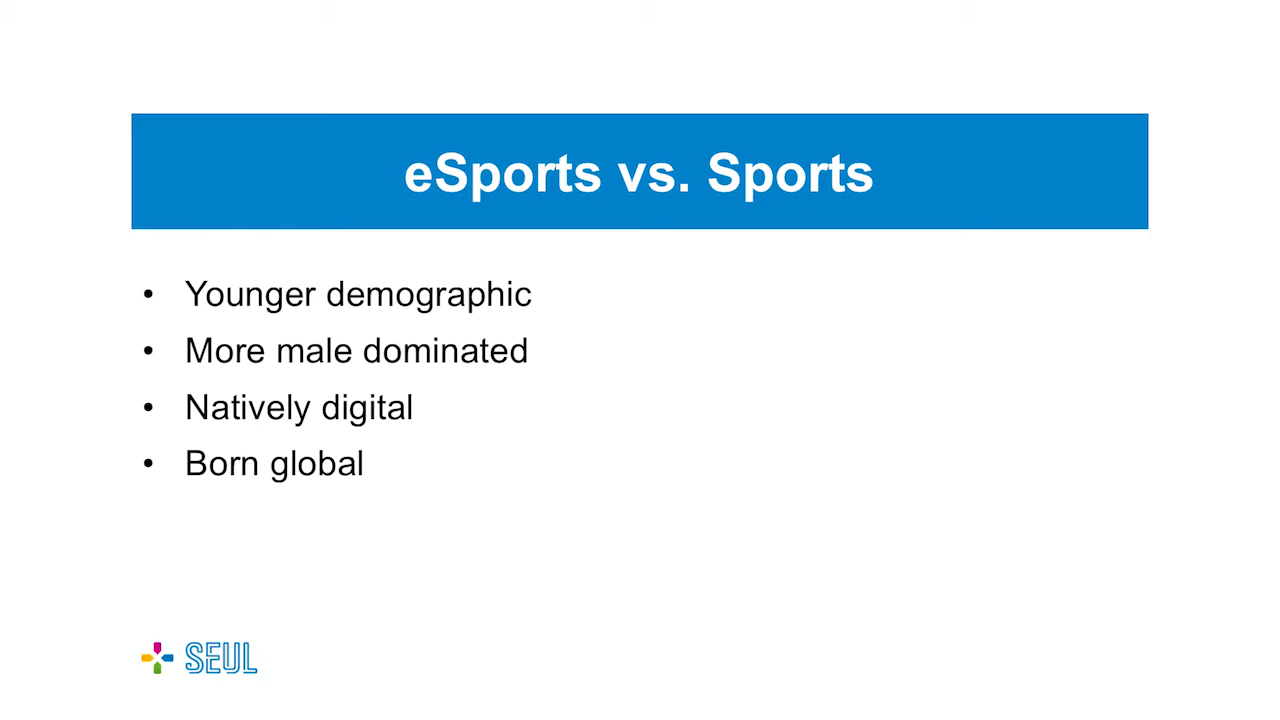 eSports vs. Sports
• Younger demographic
• More male dominated
• Natively digital
• Born global
SEUL